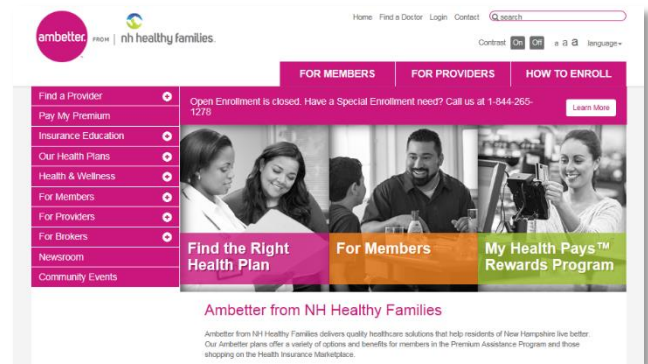 Home Find a Doctor Login Contact search
ambetter. FROM | nh healthy families.
Contrast On Off a a a language
FOR MEMBERS FOR PROVIDERS HOW TO ENROLL
Find a Provider
Pay My Premium
Insurance Education
Our Health Plans
Health & Wellness
For Members
For Providers
For Brokers
Newsroom
Community Events
Open Enrollment is closed. Have a Special Enrollment need? Call us at 1-844-265-
1278
Learn More
Find the Right
Health Plan
For Members
My Health Pays™
Rewards Program
Ambetter from NH Healthy Families
Ambetter from NH Healthy Families delivers quality healthcare solutions that help residents of New Hampshire live better.
Our Ambetter plans offer a variety of options and benefits for members in the Premium Assistance Program and those
shopping on the Health Insurance Marketplace.